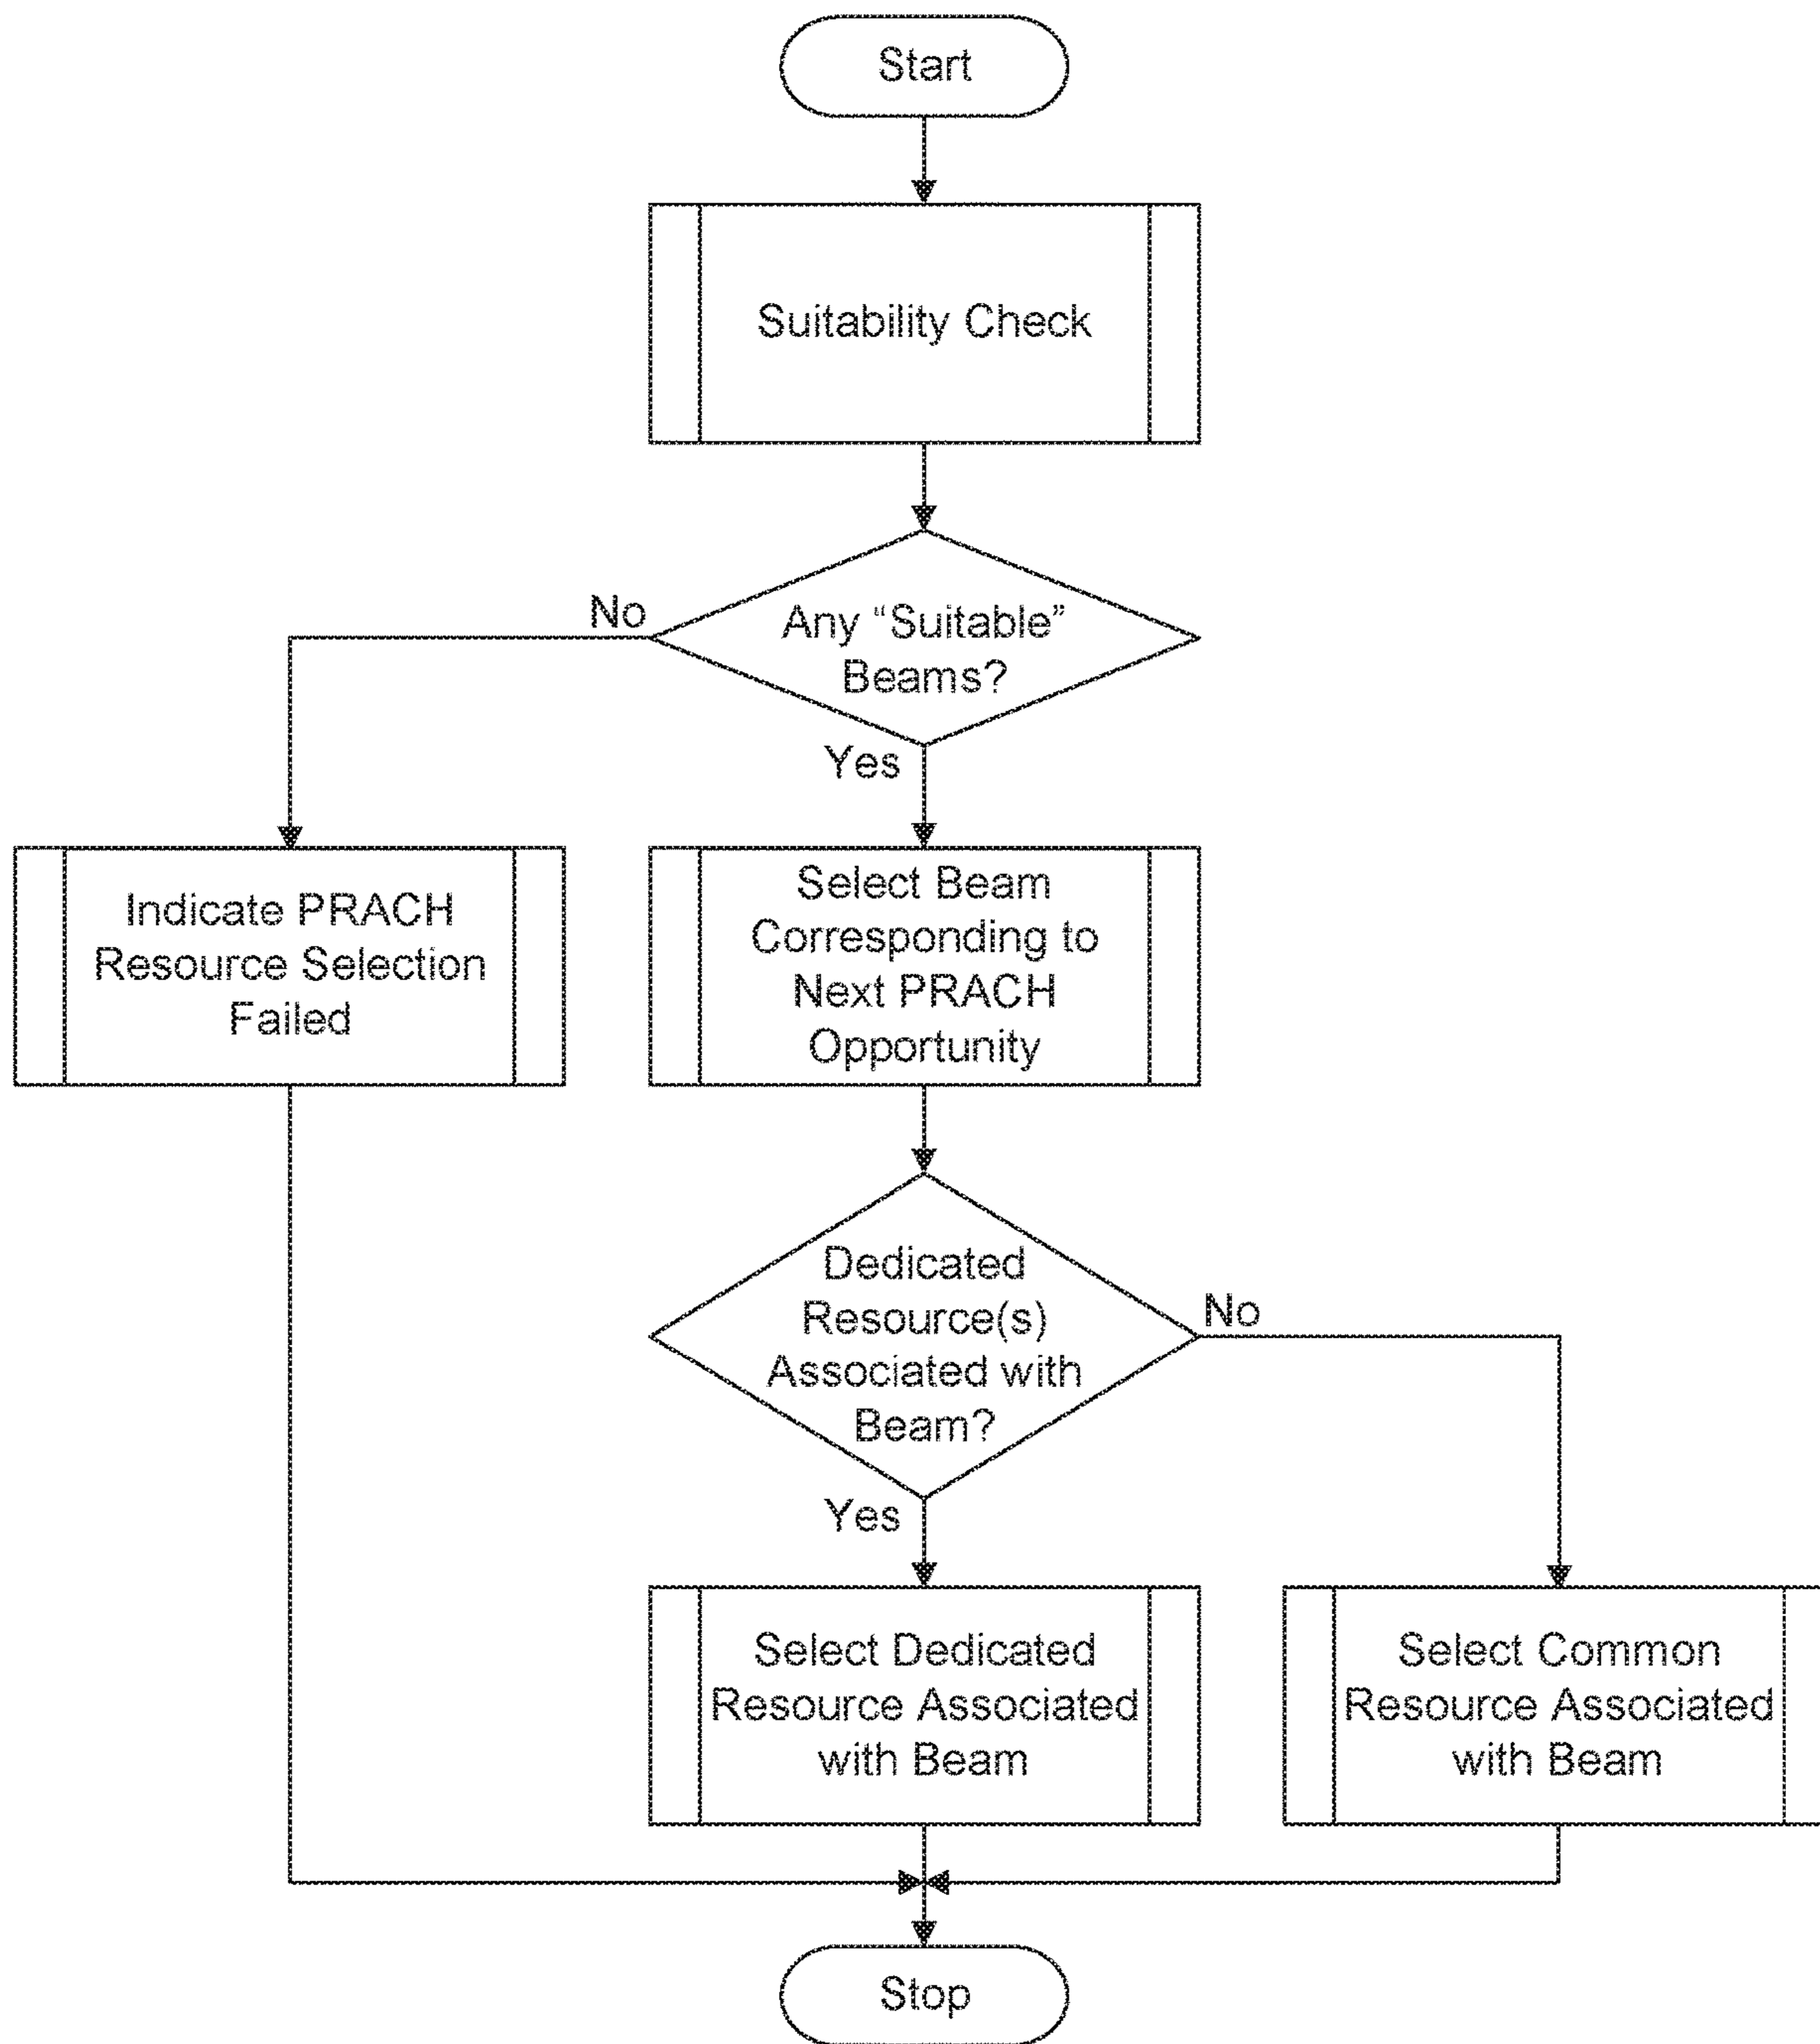 Start
Suitability Check
No
Any “Suitable”
Beams?
Yes
Indicate PRACH
Resource Selection
Failed
Select Beam
Corresponding to
Next PRACH
Opportunity
Dedicated
Resource(s)
Associated with
Beam?
No
Yes
Select Dedicated
Resource Associated
with Beam
Select Common
Resource Associated
with Beam
Stop